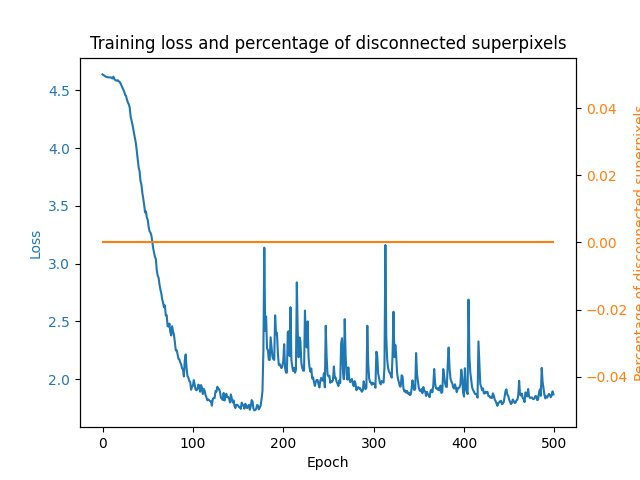 Training loss and percentage of disconnected superpixels
4.5
4.0
3.5
3.0
2.5
2.0
Loss
0.04
0.02
0.00
−0.02
−0.04
Percentage of disconnected superpixels
0 100 200 300 400 500
Epoch